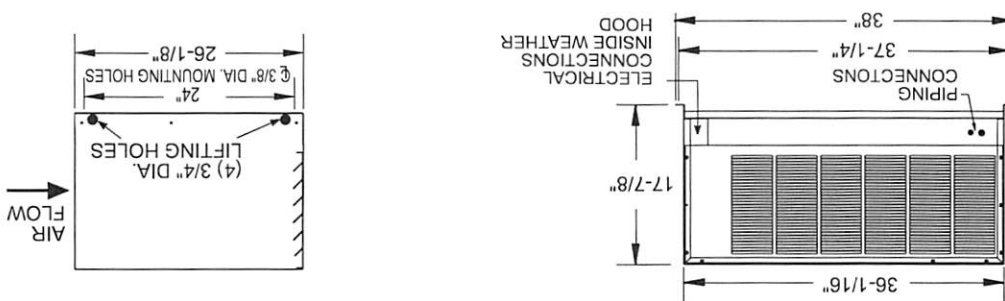 36-1/16"
17-7/8"
PIPING
CONNECTIONS
ELECTRICAL
CONNECTIONS
INSIDE WEATHER
HOOD
37-1/4"
38"
AIR
FLOW
(4) 3/4" DIA.
LIFTING HOLES
24"
℄ 3/8" DIA. MOUNTING HOLES
26-1/8"